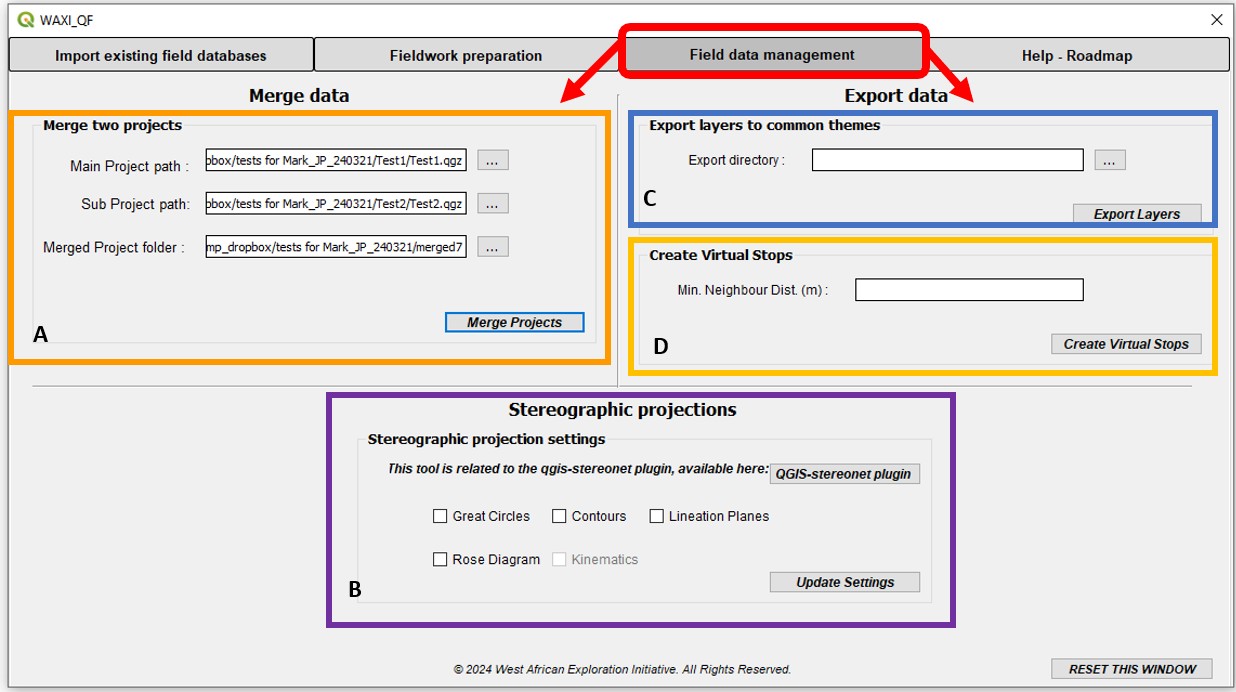 WAXI_QF
Import existing field databases
Fieldwork preparation
Field data management
Help - Roadmap
Merge data
Merge two projects
Main Project path :
obox/tests for Mark_JP_240321/Test1/Test1.qgz
...
Sub Project path:
obox/tests for Mark_JP_240321/Test2/Test2.qgz
...
Merged Project folder :
mp_dropbox/tests for Mark_JP_240321/merged7
...
Merge Projects
A
Export data
Export layers to common themes
Export directory :
...
C
Export Layers
Create Virtual Stops
Min. Neighbour Dist. (m) :
D
Create Virtual Stops
Stereographic projections
Stereographic projection settings
This tool is related to the qgis-stereonet plugin, available here:
QGIS-stereonet plugin
Great Circles
Contours
Lineation Planes
Rose Diagram
Kinematics
B
Update Settings
© 2024 West African Exploration Initiative. All Rights Reserved.
RESET THIS WINDOW